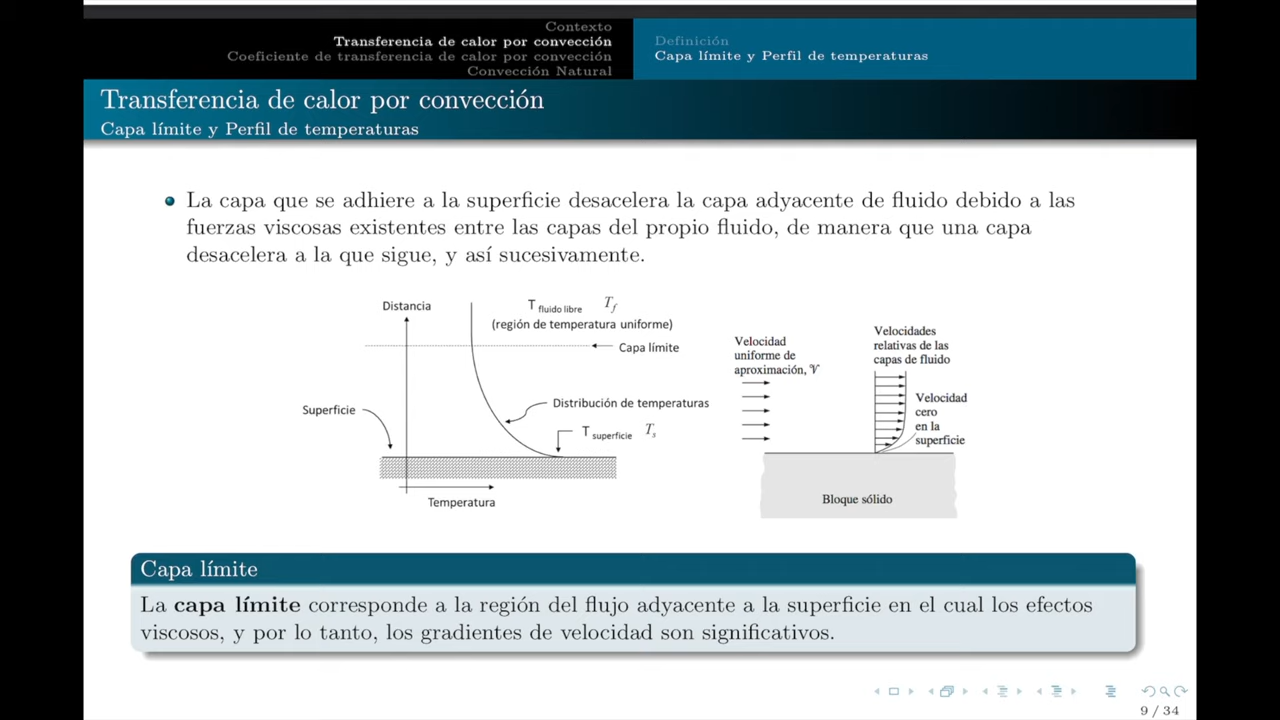 Contexto
Transferencia de calor por convección
Coeficiente de transferencia de calor por convección
Convección Natural
Definición
Capa límite y Perfil de temperaturas
Transferencia de calor por convección
Capa límite y Perfil de temperaturas
La capa que se adhiere a la superficie desacelera la capa adyacente de fluido debido a las
fuerzas viscosas existentes entre las capas del propio fluido, de manera que una capa
desacelera a la que sigue, y así sucesivamente.
Distancia
T fluido libre T_f
(región de temperatura uniforme)
Capa límite
Distribución de temperaturas
Superficie
T superficie T_s
Temperatura
Velocidad
uniforme de
aproximación, 𝒱
Velocidades
relativas de las
capas de fluido
Velocidad
cero
en la
superficie
Bloque sólido
Capa límite
La capa límite corresponde a la región del flujo adyacente a la superficie en el cual los efectos
viscosos, y por lo tanto, los gradientes de velocidad son significativos.
9 / 34